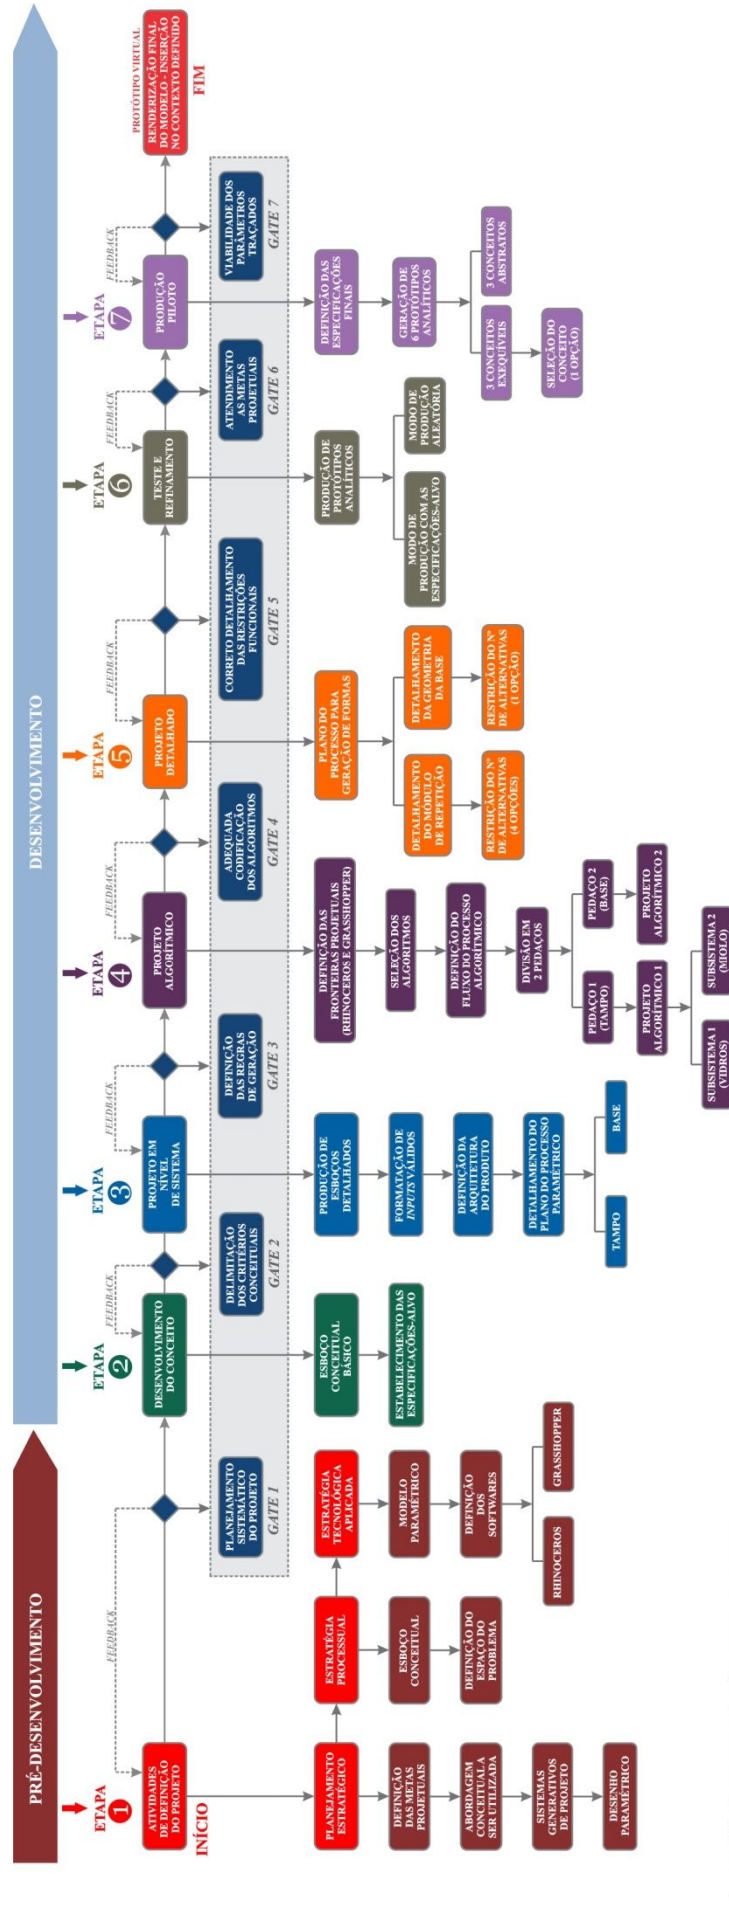 PRÉ-DESENVOLVIMENTO
DESENVOLVIMENTO
ETAPA
1
ATIVIDADES
DE DEFINIÇÃO
DO PROJETO
INÍCIO
FEEDBACK
PLANEJAMENTO
SISTEMÁTICO
DO PROJETO
GATE 1
PLANEJAMENTO
ESTRATÉGICO
DEFINIÇÃO
DAS METAS
PROJETUAIS
ABORDAGEM
CONCEITUAL A
SER UTILIZADA
SISTEMAS
GENERATIVOS
DE PROJETO
DESENHO
PARAMÉTRICO
ESTRATÉGIA
PROCESSUAL
ESBOÇO
CONCEITUAL
DEFINIÇÃO DO
ESPAÇO DO
PROBLEMA
ESTRATÉGIA
TECNOLÓGICA
APLICADA
MODELO
PARAMÉTRICO
DEFINIÇÃO
DOS
SOFTWARES
RHINOCEROS
GRASSHOPPER
ETAPA
2
DESENVOLVIMENTO
DO CONCEITO
FEEDBACK
DELIMITAÇÃO
DOS CRITÉRIOS
CONCEITUAIS
GATE 2
ESBOÇO
CONCEITUAL
BÁSICO
ESTABELECIMENTO DAS
ESPECIFICAÇÕES-ALVO
ETAPA
3
PROJETO EM
NÍVEL
DE SISTEMA
FEEDBACK
DEFINIÇÃO
DAS REGRAS
DE GERAÇÃO
GATE 3
PRODUÇÃO DE
ESBOÇOS
DETALHADOS
FORMATAÇÃO DE
INPUTS VÁLIDOS
DEFINIÇÃO DA
ARQUITETURA
DO PRODUTO
DETALHAMENTO DO
PLANO DO PROCESSO
PARAMÉTRICO
TAMPO
BASE
ETAPA
4
PROJETO
ALGORÍTMICO
FEEDBACK
ADEQUADA
CODIFICAÇÃO
DOS ALGORITMOS
GATE 4
DEFINIÇÃO DAS
FRONTEIRAS PROJETUAIS
(RHINOCEROS E GRASSHOPPER)
SELEÇÃO DOS
ALGORITMOS
DEFINIÇÃO DO
FLUXO DO PROCESSO
ALGORITMICO
DIVISÃO EM
2 PEDAÇOS
PEDAÇO 1
(TAMPO)
PEDAÇO 2
(BASE)
PROJETO
ALGORÍTMICO 1
PROJETO
ALGORÍTMICO 2
SUBSISTEMA 1
(VIDROS)
SUBSISTEMA 2
(MIOLO)
ETAPA
5
PROJETO
DETALHADO
FEEDBACK
CORRETO DETALHAMENTO
DAS RESTRIÇÕES
FUNCIONAIS
GATE 5
PLANO DO
PROCESSO PARA
GERAÇÃO DE FORMAS
DETALHAMENTO
DO MÓDULO
DE REPETIÇÃO
DETALHAMENTO
DA GEOMETRIA
DA BASE
RESTRIÇÃO DO Nº
DE ALTERNATIVAS
(4 OPÇÕES)
RESTRIÇÃO DO Nº
DE ALTERNATIVAS
(1 OPÇÃO)
ETAPA
6
TESTE E
REFINAMENTO
FEEDBACK
ATENDIMENTO
AS METAS
PROJETUAIS
GATE 6
PRODUÇÃO DE
PROTÓTIPOS
ANALÍTICOS
MODO DE
PRODUÇÃO COM AS
ESPECIFICAÇÕES-ALVO
MODO DE
PRODUÇÃO
ALEATÓRIA
ETAPA
7
PRODUÇÃO
PILOTO
FEEDBACK
VIABILIDADE DOS
PARÂMETROS
TRAÇADOS
GATE 7
DEFINIÇÃO DAS
ESPECIFICAÇÕES
FINAIS
GERAÇÃO DE
6 PROTÓTIPOS
ANALÍTICOS
3 CONCEITOS
EXEQUÍVEIS
3 CONCEITOS
ABSTRATOS
SELEÇÃO DO
CONCEITO
(1 OPÇÃO)
PROTÓTIPO VIRTUAL
RENDERIZAÇÃO FINAL
DO MODELO - INSERÇÃO
NO CONTEXTO DEFINIDO
FIM